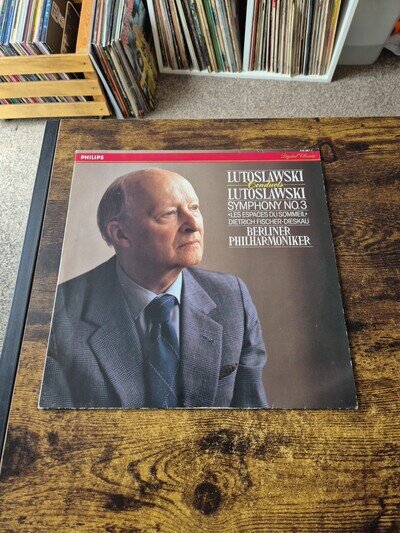 PHILIPS
Digital Classics
LUTOSLAWSKI
Conducts
LUTOSLAWSKI
SYMPHONY NO.3
«LES ESPACES DU SOMMEIL»
DIETRICH FISCHER-DIESKAU
BERLINER
PHILHARMONIKER